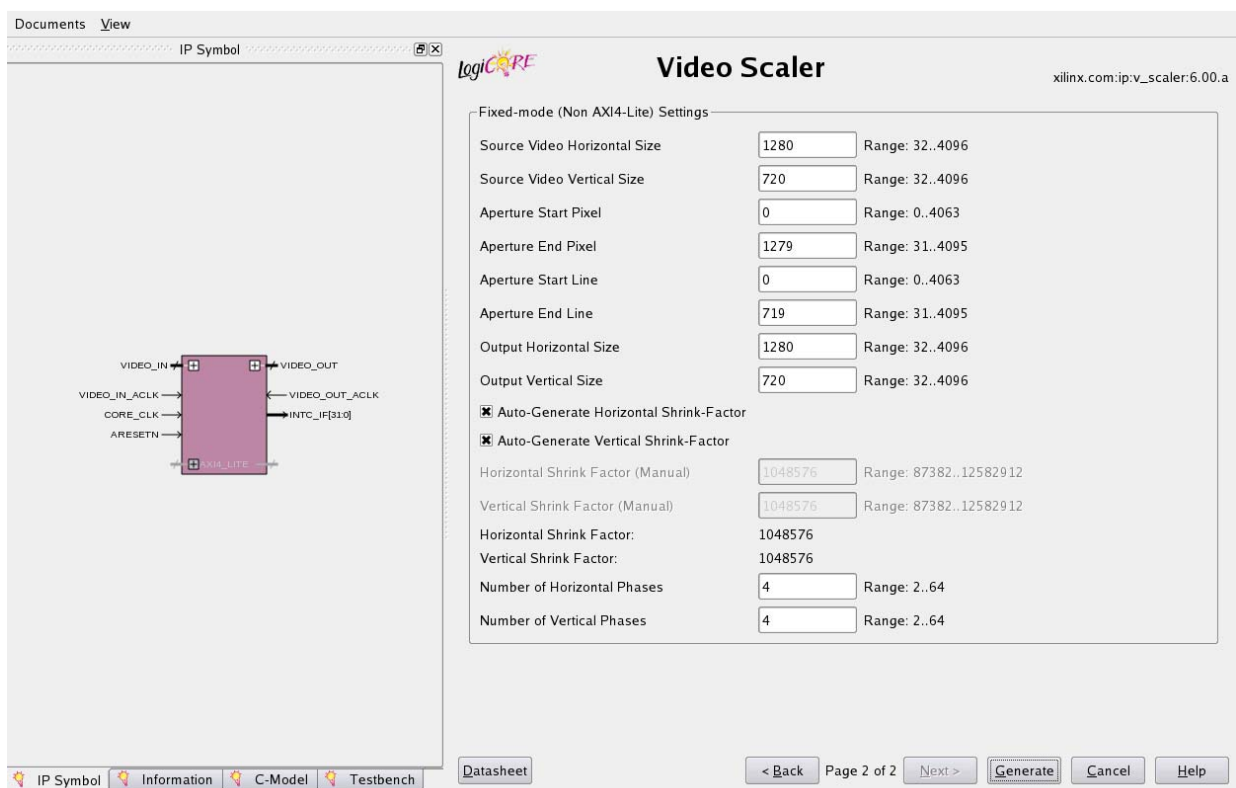 Documents View
IP Symbol
LogiCORE
Video Scaler
xilinx.com:ip:v_scaler:6.00.a
VIDEO_IN
VIDEO_OUT
VIDEO_IN_ACLK
VIDEO_OUT_ACLK
CORE_CLK
INTC_IF[31:0]
ARESETN
AXI4_LITE
Fixed-mode (Non AXI4-Lite) Settings
Source Video Horizontal Size 1280 Range: 32..4096
Source Video Vertical Size 720 Range: 32..4096
Aperture Start Pixel 0 Range: 0..4063
Aperture End Pixel 1279 Range: 31..4095
Aperture Start Line 0 Range: 0..4063
Aperture End Line 719 Range: 31..4095
Output Horizontal Size 1280 Range: 32..4096
Output Vertical Size 720 Range: 32..4096
Auto-Generate Horizontal Shrink-Factor
Auto-Generate Vertical Shrink-Factor
Horizontal Shrink Factor (Manual) 1048576 Range: 87382..12582912
Vertical Shrink Factor (Manual) 1048576 Range: 87382..12582912
Horizontal Shrink Factor: 1048576
Vertical Shrink Factor: 1048576
Number of Horizontal Phases 4 Range: 2..64
Number of Vertical Phases 4 Range: 2..64
IP Symbol Information C-Model Testbench
Datasheet < Back Page 2 of 2 Next > Generate Cancel Help